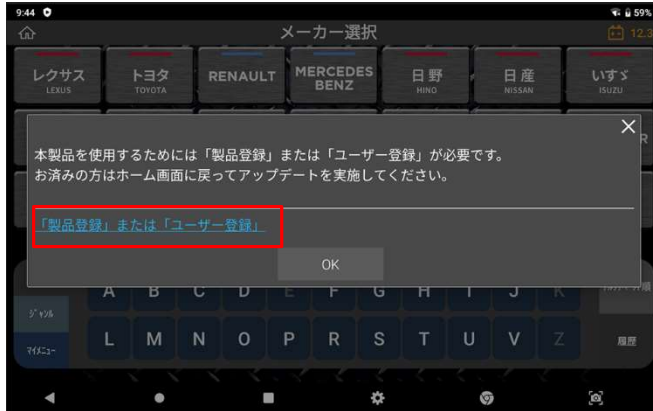 9:44
59%
メーカー選択
12.3
レクサス
LEXUS
トヨタ
TOYOTA
RENAULT
MERCEDES
BENZ
日野
HINO
日産
NISSAN
いすゞ
ISUZU
R
本製品を使用するためには「製品登録」または「ユーザー登録」が必要です。
お済みの方はホーム画面に戻ってアップデートを実施してください。
「製品登録」または「ユーザー登録」
OK
A B C D E F G H I J K
ジャンル
L M N O P R S T U V Z
履歴
マイメニュー